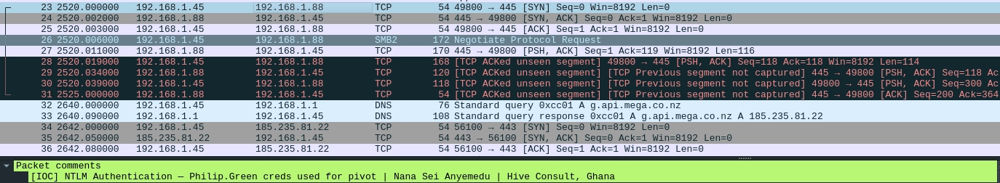 23 2520.000000 192.168.1.45 192.168.1.88 TCP 54 49800 → 445 [SYN] Seq=0 Win=8192 Len=0
24 2520.002000 192.168.1.88 192.168.1.45 TCP 54 445 → 49800 [SYN, ACK] Seq=0 Ack=1 Win=8192 Len=0
25 2520.003000 192.168.1.45 192.168.1.88 TCP 54 49800 → 445 [ACK] Seq=1 Ack=1 Win=8192 Len=0
26 2520.006000 192.168.1.45 192.168.1.88 SMB2 172 Negotiate Protocol Request
27 2520.011000 192.168.1.88 192.168.1.45 TCP 170 445 → 49800 [PSH, ACK] Seq=1 Ack=119 Win=8192 Len=116
28 2520.019000 192.168.1.45 192.168.1.88 TCP 168 [TCP ACKed unseen segment] 49800 → 445 [PSH, ACK] Seq=118 Ack=118 Win=8192 Len=114
29 2520.034000 192.168.1.88 192.168.1.45 TCP 120 [TCP ACKed unseen segment] [TCP Previous segment not captured] 445 → 49800 [PSH, ACK] Seq=118 Ac
30 2520.039000 192.168.1.45 192.168.1.88 TCP 118 [TCP ACKed unseen segment] [TCP Previous segment not captured] 49800 → 445 [PSH, ACK] Seq=300 Ac
31 2525.000000 192.168.1.88 192.168.1.45 TCP 54 [TCP ACKed unseen segment] [TCP Previous segment not captured] 445 → 49800 [ACK] Seq=200 Ack=364
32 2640.000000 192.168.1.45 192.168.1.1 DNS 76 Standard query 0xcc01 A g.api.mega.co.nz
33 2640.090000 192.168.1.1 192.168.1.45 DNS 108 Standard query response 0xcc01 A g.api.mega.co.nz A 185.235.81.22
34 2642.000000 192.168.1.45 185.235.81.22 TCP 54 56100 → 443 [SYN] Seq=0 Win=8192 Len=0
35 2642.050000 185.235.81.22 192.168.1.45 TCP 54 443 → 56100 [SYN, ACK] Seq=0 Ack=1 Win=8192 Len=0
36 2642.080000 192.168.1.45 185.235.81.22 TCP 54 56100 → 443 [ACK] Seq=1 Ack=1 Win=8192 Len=0
Packet comments
[IOC] NTLM Authentication — Philip.Green creds used for pivot | Nana Sei Anyemedu | Hive Consult, Ghana